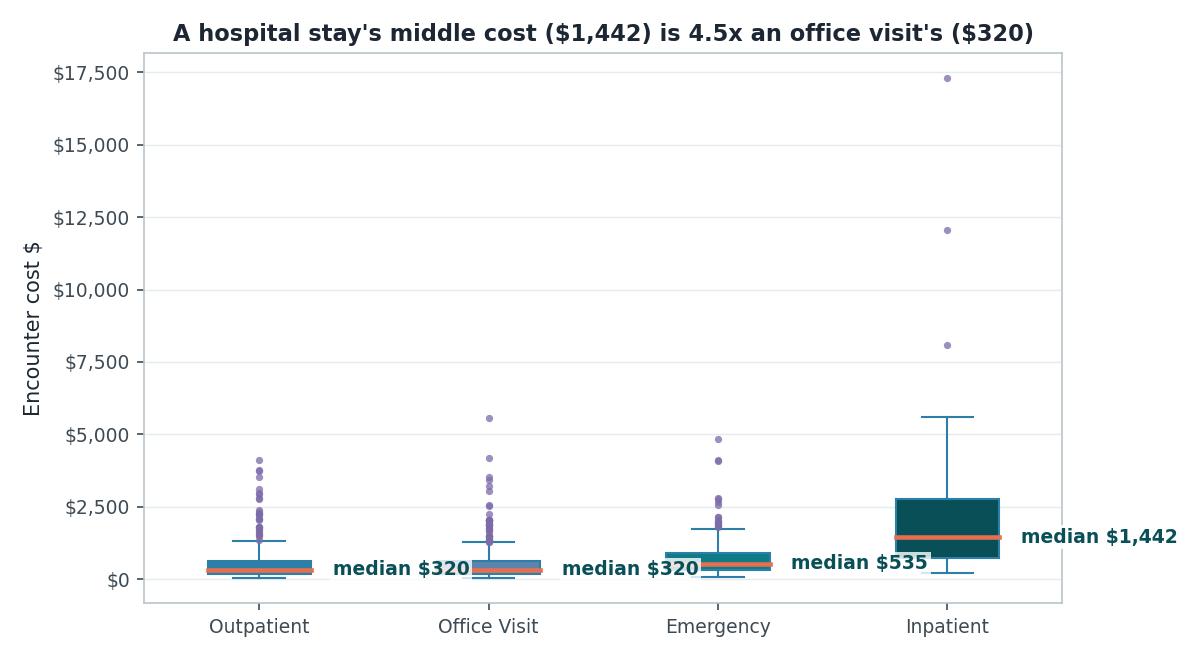 A hospital stay's middle cost ($1,442) is 4.5x an office visit's ($320)
Encounter cost $
$17,500
$15,000
$12,500
$10,000
$7,500
$5,000
$2,500
$0
median $320
median $320
median $535
median $1,442
Outpatient
Office Visit
Emergency
Inpatient